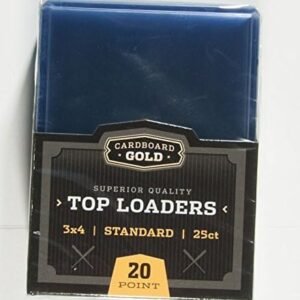 CARDBOARD
GOLD
SUPERIOR QUALITY
TOP LOADERS
3x4 | STANDARD | 25ct
20
POINT